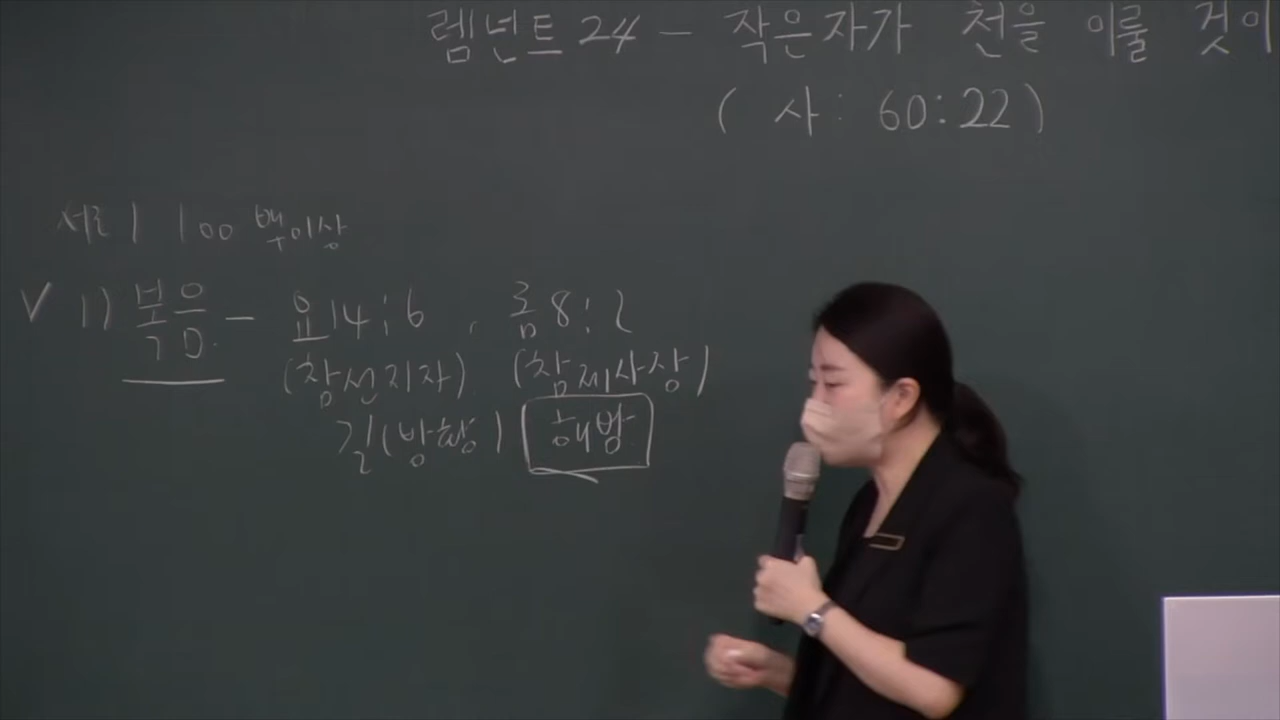 렘넌트 24 - 작은자가 천을 이룰 것이
( 사: 60:22 )
서론 1 100 백이상
V 1) 복음 - 요14:6 , 롬 8:2
(참선지자) (참제사장)
길(방향) 해방